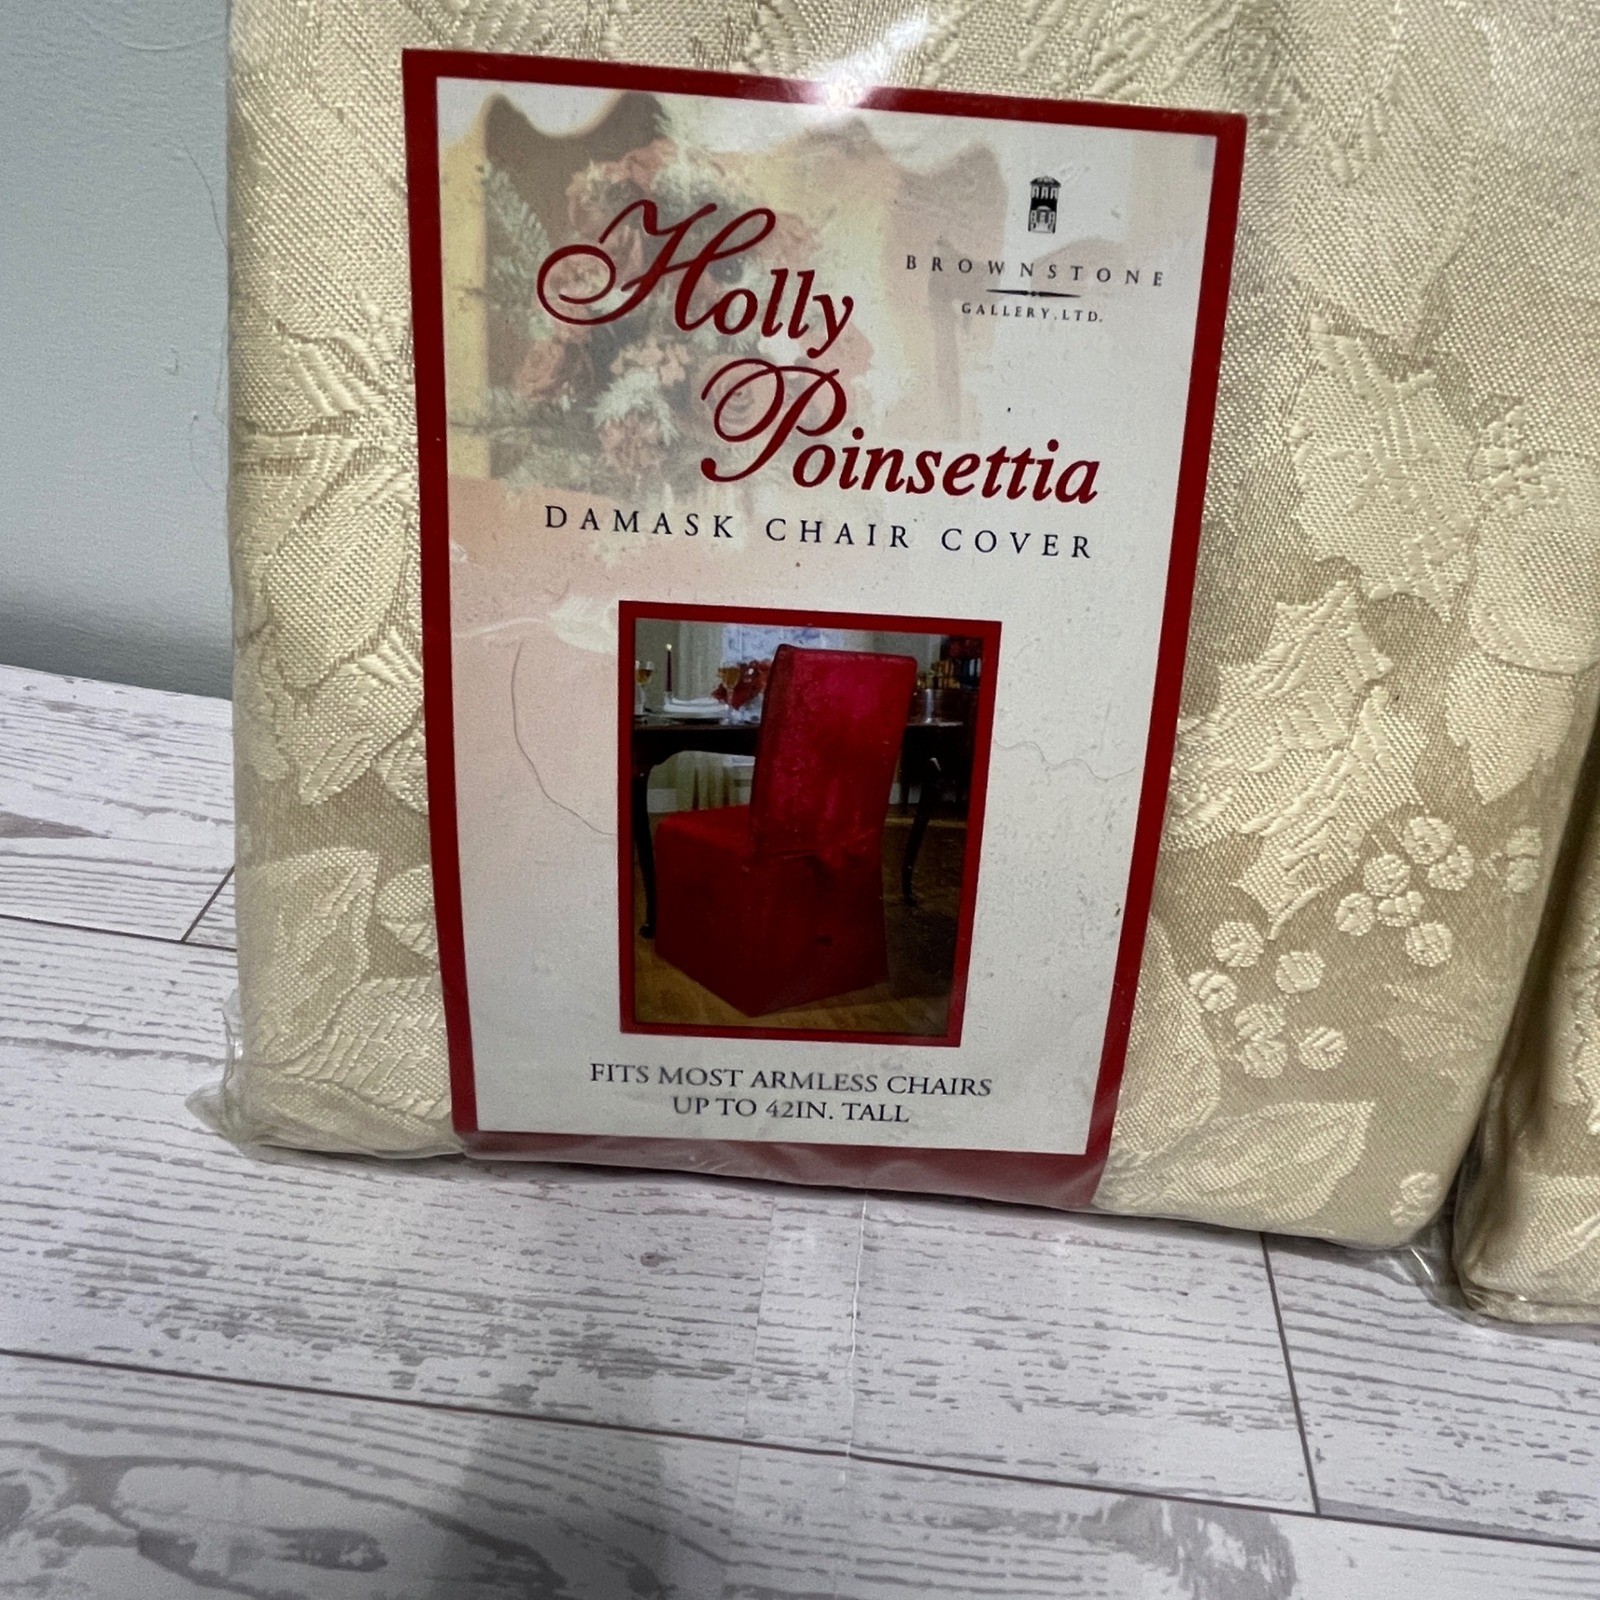 Holly
BROWNSTONE
GALLERY, LTD.
Poinsettia
DAMASK CHAIR COVER
FITS MOST ARMLESS CHAIRS
UP TO 42IN. TALL